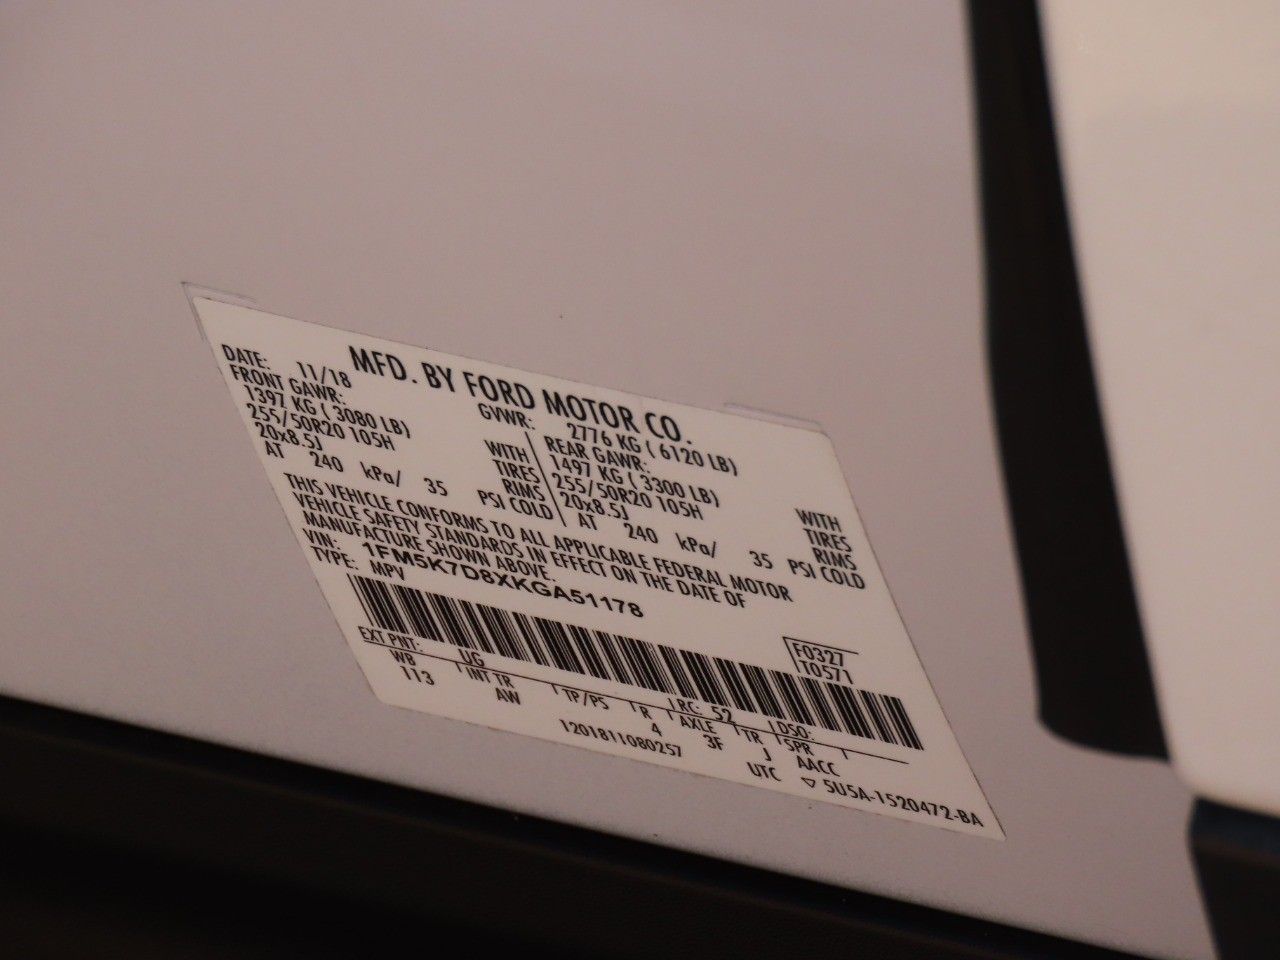 MFD. BY FORD MOTOR CO.
DATE: 11/18 GVWR: 2776 KG ( 6120 LB)
FRONT GAWR: REAR GAWR:
1397 KG ( 3080 LB) WITH 1497 KG ( 3300 LB) WITH
255/50R20 105H TIRES 255/50R20 105H TIRES
20x8.5J RIMS 20x8.5J RIMS
AT 240 kPa/ 35 PSI COLD AT 240 kPa/ 35 PSI COLD
THIS VEHICLE CONFORMS TO ALL APPLICABLE FEDERAL MOTOR
VEHICLE SAFETY STANDARDS IN EFFECT ON THE DATE OF
MANUFACTURE SHOWN ABOVE.
VIN: 1FM5K7D8XKGA51178
TYPE: MPV
F0327
T0571
EXT PNT: UG RC: 52 DSO:
WB INT TR TP/PS R AXLE TR SPR
113 AW 4 3F J AACC
1201811080257 UTC ▽ 5U5A-1520472-BA